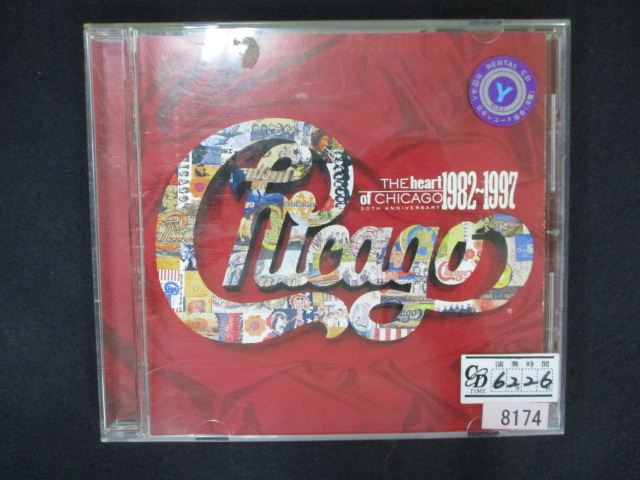 RENTAL CD
Y
THE heart
of CHICAGO 1982~1997
30TH ANNIVERSARY
Chicago
演奏時間
TIME
62 26
8174